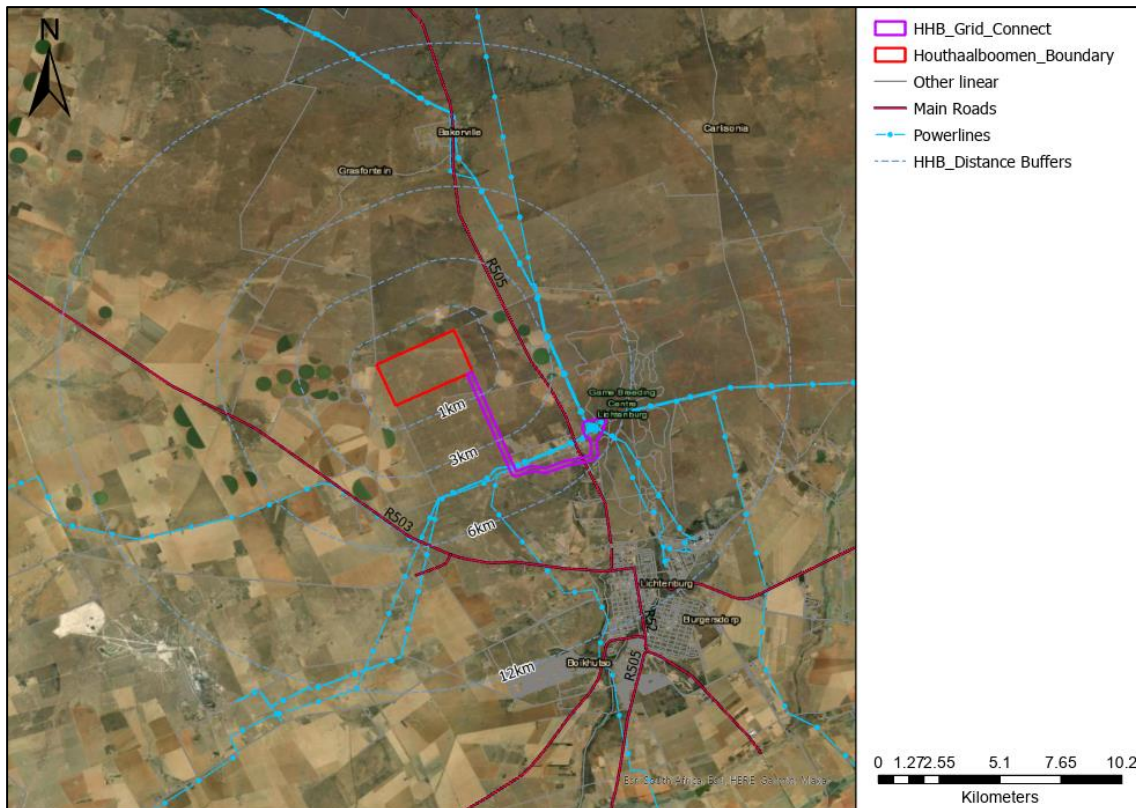 N
Bakerville
Carlisonia
Grasfontein
R505
Game Breeding
Centre
Lichtenburg
1km
3km
6km
R503
Lichtenburg
Burgersdorp
Boikhutso
12km
R505
HHB_Grid_Connect
Houthaalboomen_Boundary
Other linear
Main Roads
Powerlines
HHB_Distance Buffers
0 1.272.55 5.1 7.65 10.2
Kilometers